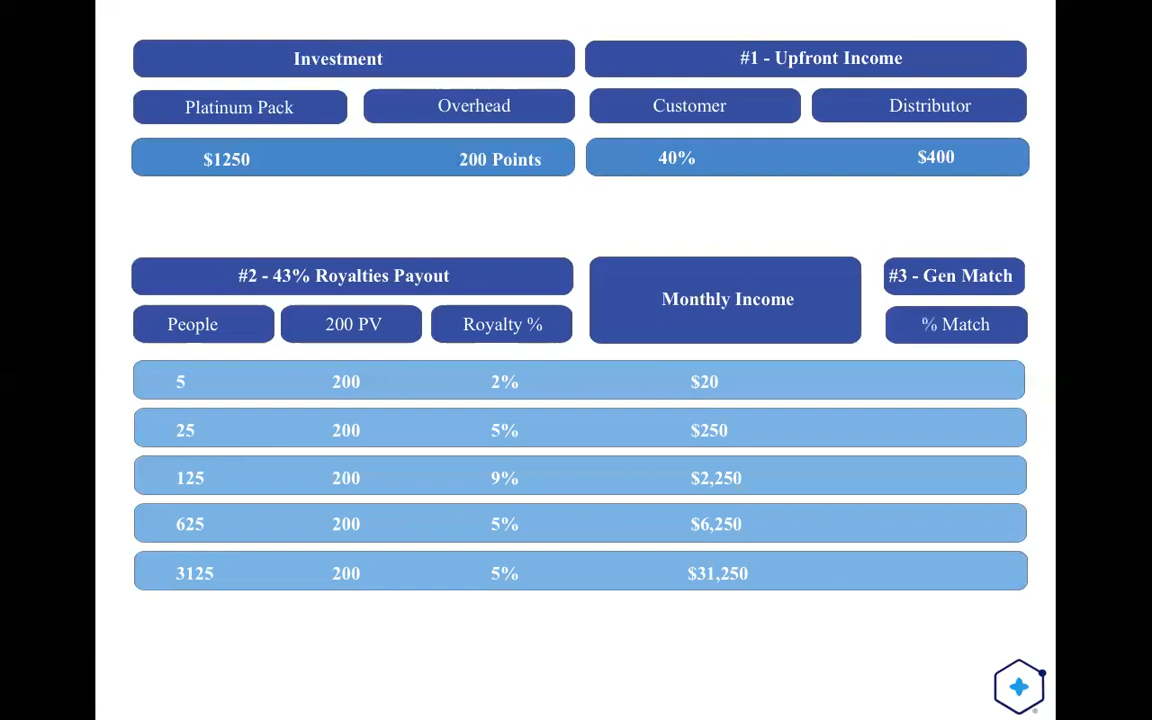 Investment
#1 - Upfront Income
Platinum Pack
Overhead
Customer
Distributor
$1250
200 Points
40%
$400
#2 - 43% Royalties Payout
Monthly Income
#3 - Gen Match
People
200 PV
Royalty %
% Match
5 200 2% $20
25 200 5% $250
125 200 9% $2,250
625 200 5% $6,250
3125 200 5% $31,250
®